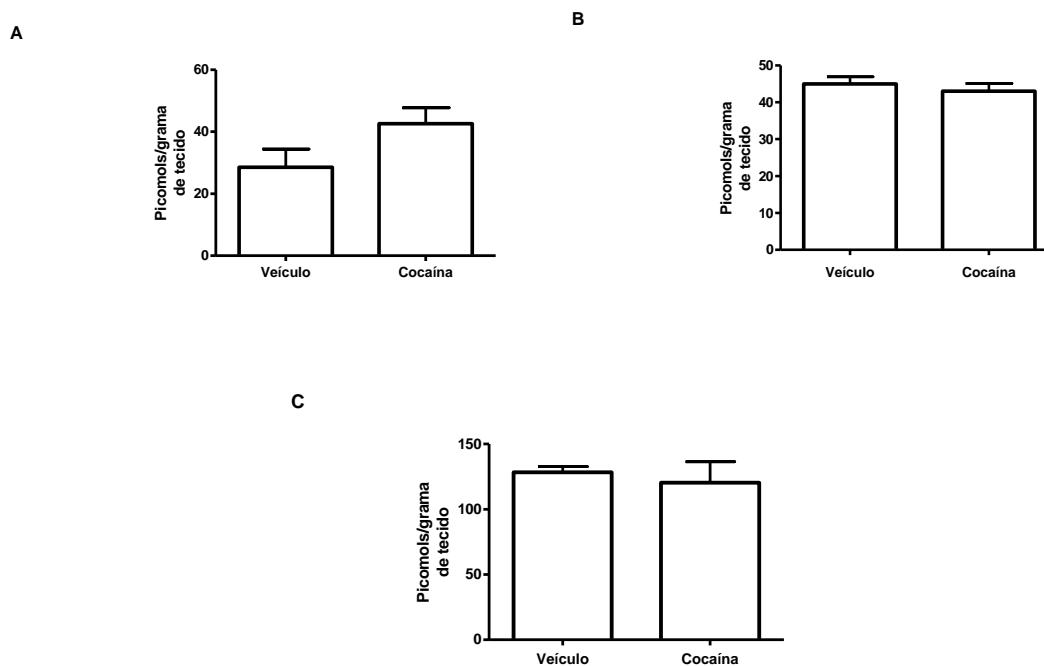 A
Picomols/grama
de tecido
60
40
20
0
Veículo
Cocaína
B
Picomols/grama
de tecido
50
40
30
20
10
0
Veículo
Cocaína
C
Picomols/grama
de tecido
150
100
50
0
Veículo
Cocaína